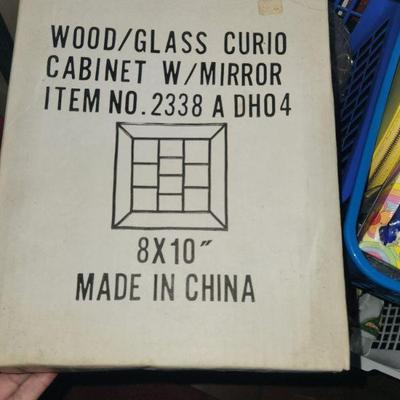 WOOD/GLASS CURIO
CABINET W/MIRROR
ITEM NO. 2338 A DH04
8X10"
MADE IN CHINA